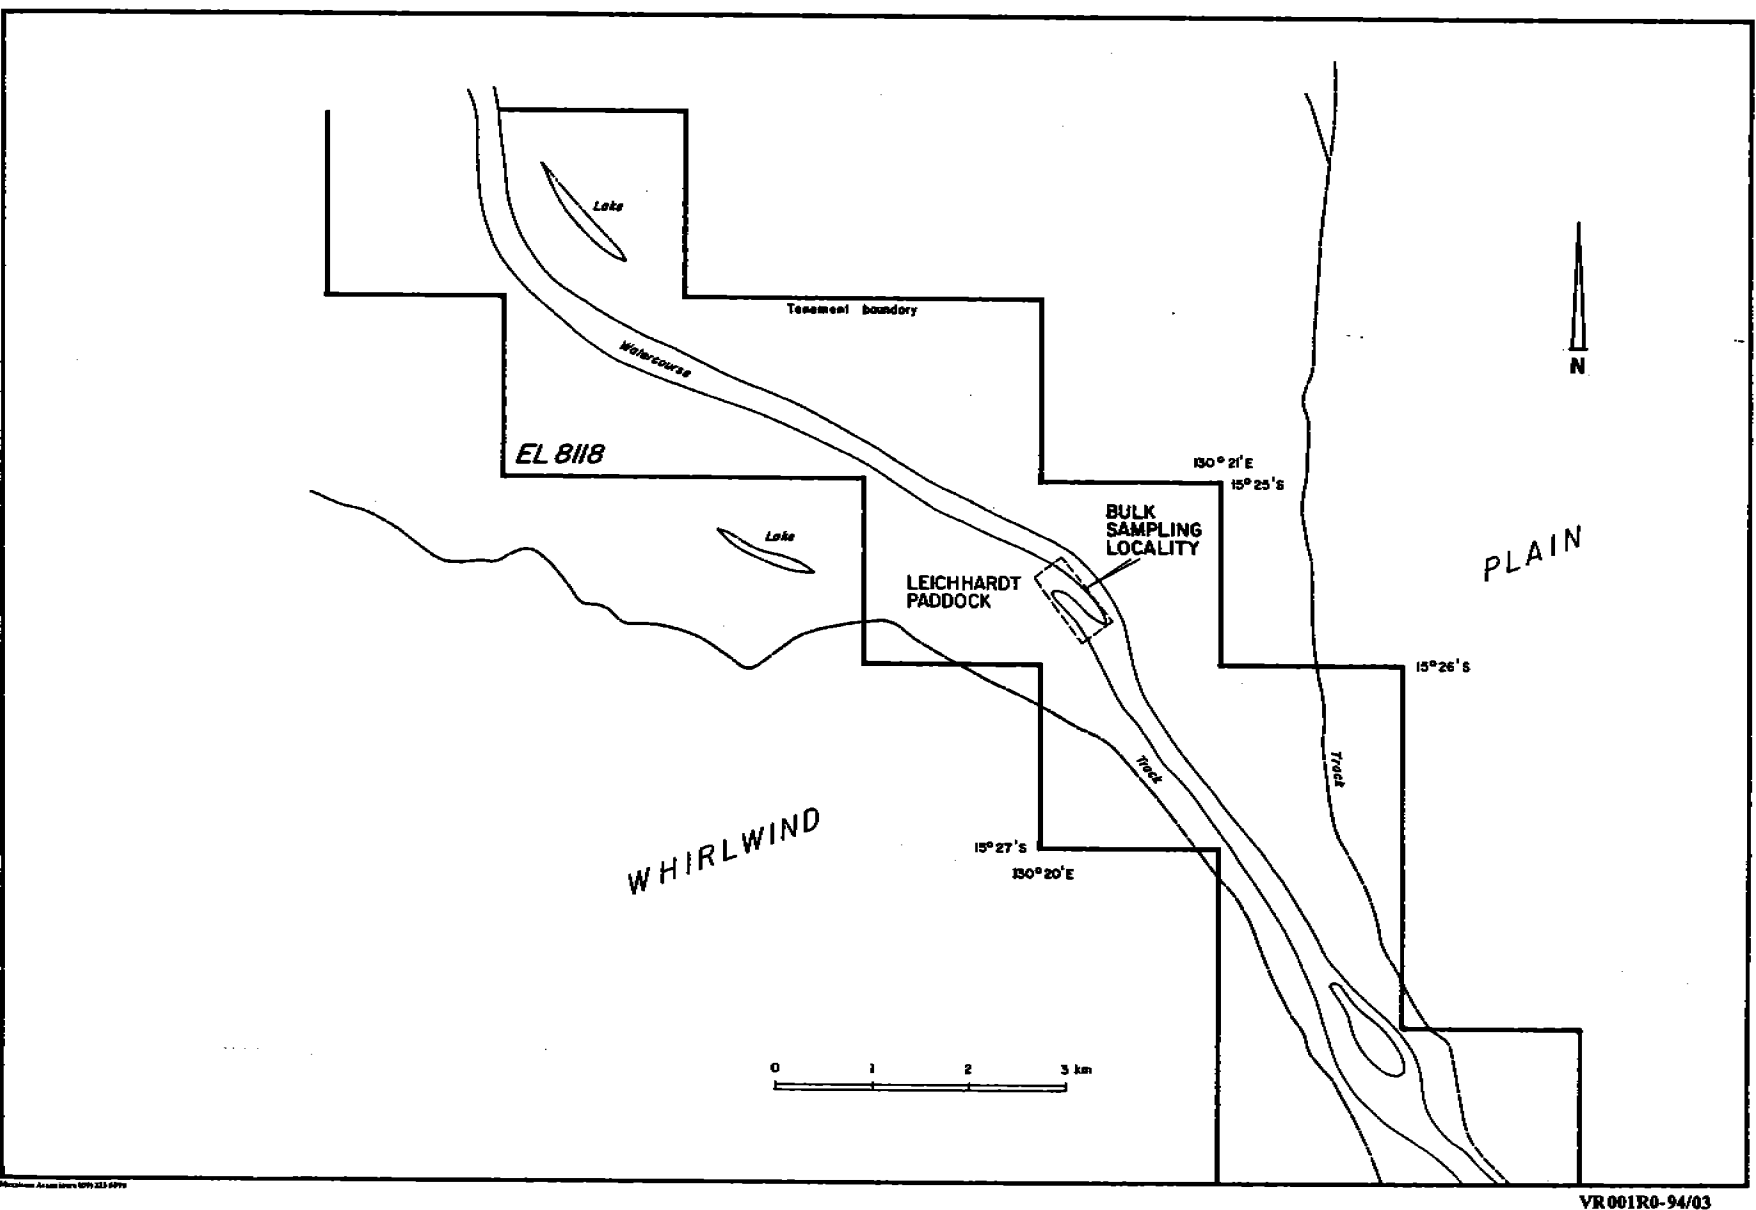 Lake
Tenement boundary
Watercourse
N
EL 8118
130° 21'E
15° 25'S
BULK
SAMPLING
LOCALITY
PLAIN
Lake
LEICHHARDT
PADDOCK
15° 26'S
Track
Track
WHIRLWIND
15° 27'S
130° 20'E
0 1 2 3 km
VR001R0-94/03